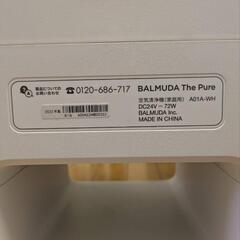 製品についての
お問い合わせ
0120-686-717
BALMUDA The Pure
空気清浄機(家庭用) A01A-WH
DC24V ⎓ 72W
BALMUDA Inc.
MADE IN CHINA